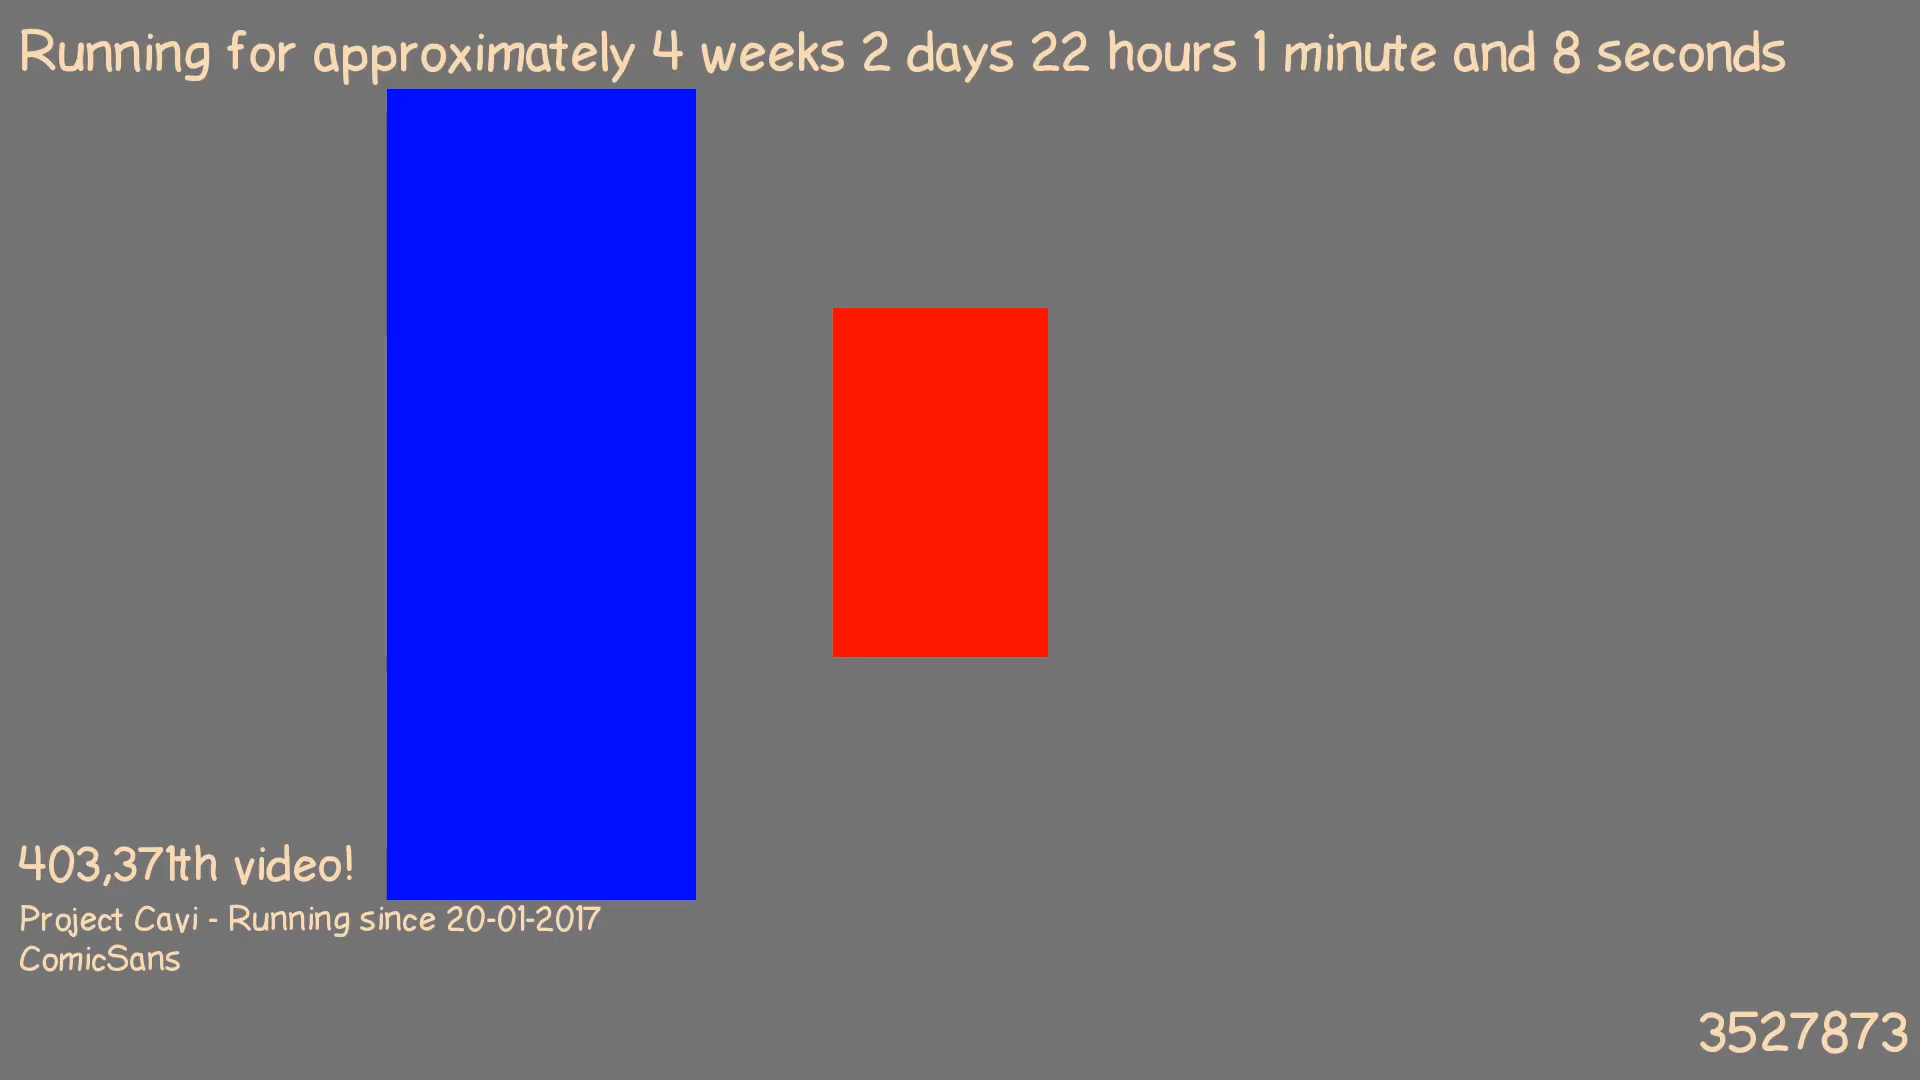 Running for approximately 4 weeks 2 days 22 hours 1 minute and 8 seconds
403,371th video!
Project Cavi - Running since 20-01-2017
ComicSans
3527873